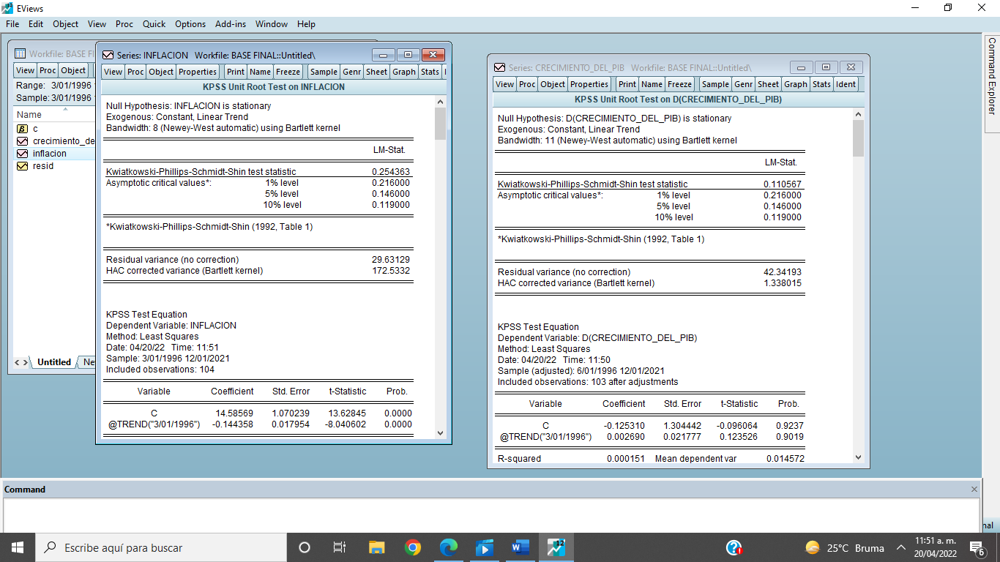 EViews
File Edit Object View Proc Quick Options Add-ins Window Help
Workfile: BASE FI
View Proc Object
Range: 3/01/1996
Sample: 3/01/1996
Name
c
crecimiento_de
inflacion
resid
Untitled Ne
Series: INFLACION Workfile: BASE FINAL::Untitled\
View Proc Object Properties Print Name Freeze Sample Genr Sheet Graph Stats
KPSS Unit Root Test on INFLACION
Null Hypothesis: INFLACION is stationary
Exogenous: Constant, Linear Trend
Bandwidth: 8 (Newey-West automatic) using Bartlett kernel
LM-Stat.
Kwiatkowski-Phillips-Schmidt-Shin test statistic 0.254363
Asymptotic critical values*: 1% level 0.216000
5% level 0.146000
10% level 0.119000
*Kwiatkowski-Phillips-Schmidt-Shin (1992, Table 1)
Residual variance (no correction) 29.63129
HAC corrected variance (Bartlett kernel) 172.5332
KPSS Test Equation
Dependent Variable: INFLACION
Method: Least Squares
Date: 04/20/22 Time: 11:51
Sample: 3/01/1996 12/01/2021
Included observations: 104
Variable Coefficient Std. Error t-Statistic Prob.
C 14.58569 1.070239 13.62845 0.0000
@TREND("3/01/1996") -0.144358 0.017954 -8.040602 0.0000
Series: CRECIMIENTO_DEL_PIB Workfile: BASE FINAL::Untitled\
View Proc Object Properties Print Name Freeze Sample Genr Sheet Graph Stats Ident
KPSS Unit Root Test on D(CRECIMIENTO_DEL_PIB)
Null Hypothesis: D(CRECIMIENTO_DEL_PIB) is stationary
Exogenous: Constant, Linear Trend
Bandwidth: 11 (Newey-West automatic) using Bartlett kernel
LM-Stat.
Kwiatkowski-Phillips-Schmidt-Shin test statistic 0.110567
Asymptotic critical values*: 1% level 0.216000
5% level 0.146000
10% level 0.119000
*Kwiatkowski-Phillips-Schmidt-Shin (1992, Table 1)
Residual variance (no correction) 42.34193
HAC corrected variance (Bartlett kernel) 1.338015
KPSS Test Equation
Dependent Variable: D(CRECIMIENTO_DEL_PIB)
Method: Least Squares
Date: 04/20/22 Time: 11:50
Sample (adjusted): 6/01/1996 12/01/2021
Included observations: 103 after adjustments
Variable Coefficient Std. Error t-Statistic Prob.
C -0.125310 1.304442 -0.096064 0.9237
@TREND("3/01/1996") 0.002690 0.021777 0.123526 0.9019
R-squared 0.000151 Mean dependent var 0.014572
Command Explorer
Command
nal
Escribe aquí para buscar
12
25°C Bruma
11:51 a. m.
20/04/2022
6